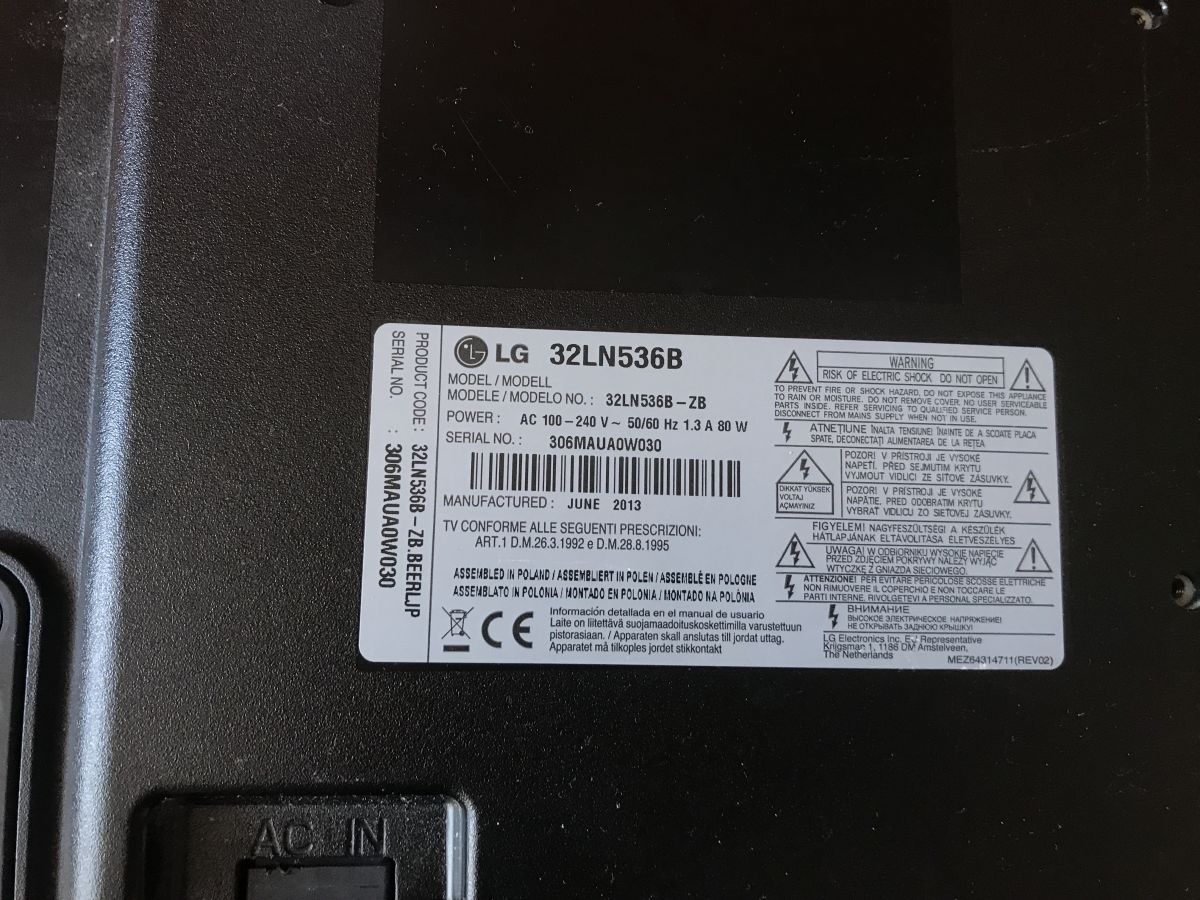 PRODUCT CODE : 32LN536B – ZB.BEERLJP
SERIAL NO. : 306MAUA0W030
LG 32LN536B
MODEL / MODELL
MODELE / MODELO NO. : 32LN536B – ZB
POWER : AC 100 – 240 V ~ 50/60 Hz 1.3 A 80 W
SERIAL NO. : 306MAUA0W030
MANUFACTURED : JUNE 2013
TV CONFORME ALLE SEGUENTI PRESCRIZIONI:
ART.1 D.M.26.3.1992 e D.M.28.8.1995
ASSEMBLED IN POLAND / ASSEMBLIERT IN POLEN / ASSEMBLÉ EN POLOGNE
ASSEMBLATO IN POLONIA / MONTADO EN POLONIA / MONTADO NA POLÔNIA
CE
Información detallada en el manual de usuario
Laite on liitettävä suojamaadoituskoskettimilla varustettuun
pistorasiaan. / Apparaten skall anslutas till jordat uttag.
Apparatet må tilkoples jordet stikkontakt
WARNING
RISK OF ELECTRIC SHOCK DO NOT OPEN
TO PREVENT FIRE OR SHOCK HAZARD, DO NOT EXPOSE THIS APPLIANCE
TO RAIN OR MOISTURE. DO NOT REMOVE COVER. NO USER SERVICEABLE
PARTS INSIDE. REFER SERVICING TO QUALIFIED SERVICE PERSON.
DISCONNECT FROM MAINS SUPPLY WHEN NOT IN USE.
ATNEȚIUNE ÎNALTA TENSIUNE! ÎNAINTE DE A SCOATE PLACA
SPATE, DECONECTAȚI ALIMENTAREA DE LA REȚEA
DIKKAT YÜKSEK
VOLTAJ
AÇMAYINIZ
POZOR! V PŘÍSTROJI JE VYSOKÉ
NAPĚTÍ. PŘED SEJMUTIM KRYTU
VYJMOUT VIDLICI ZE SÍŤOVÉ ZÁSUVKY.
POZOR! V PRÍSTROJI JE VYSOKÉ
NAPÄTIE. PRED ODOBRATIM KRYTU
VYBRAŤ VIDLICU ZO SIEŤOVEJ ZÁSUVKY.
FIGYELEM! NAGYFESZÜLTSÉG! A KÉSZÜLÉK
HÁTLAPJÁNAK ELTÁVOLÍTÁSA ÉLETVESZÉLYES
UWAGA! W ODBIORNIKU WYSOKIE NAPIĘCIE
PRZED ZDJĘCIEM POKRYWY NALEŻY WYJĄĆ
WTYCZKĘ Z GNIAZDA SIECIOWEGO.
ATTENZIONE! PER EVITARE PERICOLOSE SCOSSE ELETTRICHE
NON RIMUOVERE IL COPERCHIO E NON TOCCARE LE
PARTI INTERNE. RIVOLGETEVI A PERSONAL SPECIALIZZATO.
ВНИМАНИЕ
ВЫСОКОЕ ЭЛЕКТРИЧЕСКОЕ НАПРЯЖЕНИЕ!
НЕ ОТКРЫВАТЬ ЗАДНЮЮ КРЫШКУ!
LG Electronics Inc. EU Representative
Krijgsman 1, 1186 DM Amstelveen,
The Netherlands
MEZ64314711(REV02)
AC IN